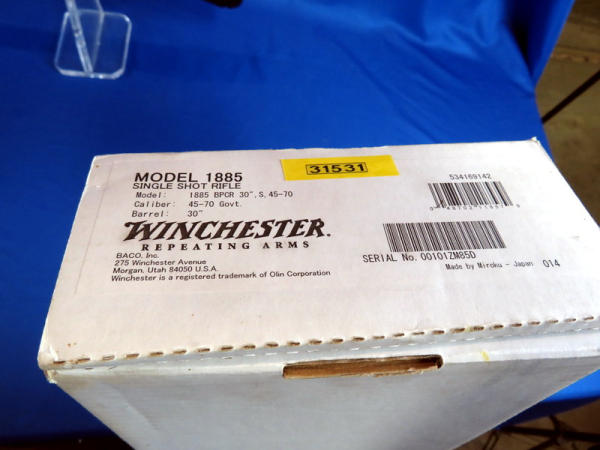 31531
MODEL 1885
SINGLE SHOT RIFLE
Model: 1885 BPCR 30", S, 45-70
Caliber: 45-70 Govt.
Barrel: 30"
WINCHESTER®
REPEATING ARMS
BACO, Inc.
275 Winchester Avenue
Morgan, Utah 84050 U.S.A.
Winchester is a registered trademark of Olin Corporation
534169142
SERIAL No. 00101ZM85D
Made by Miroku - Japan 014